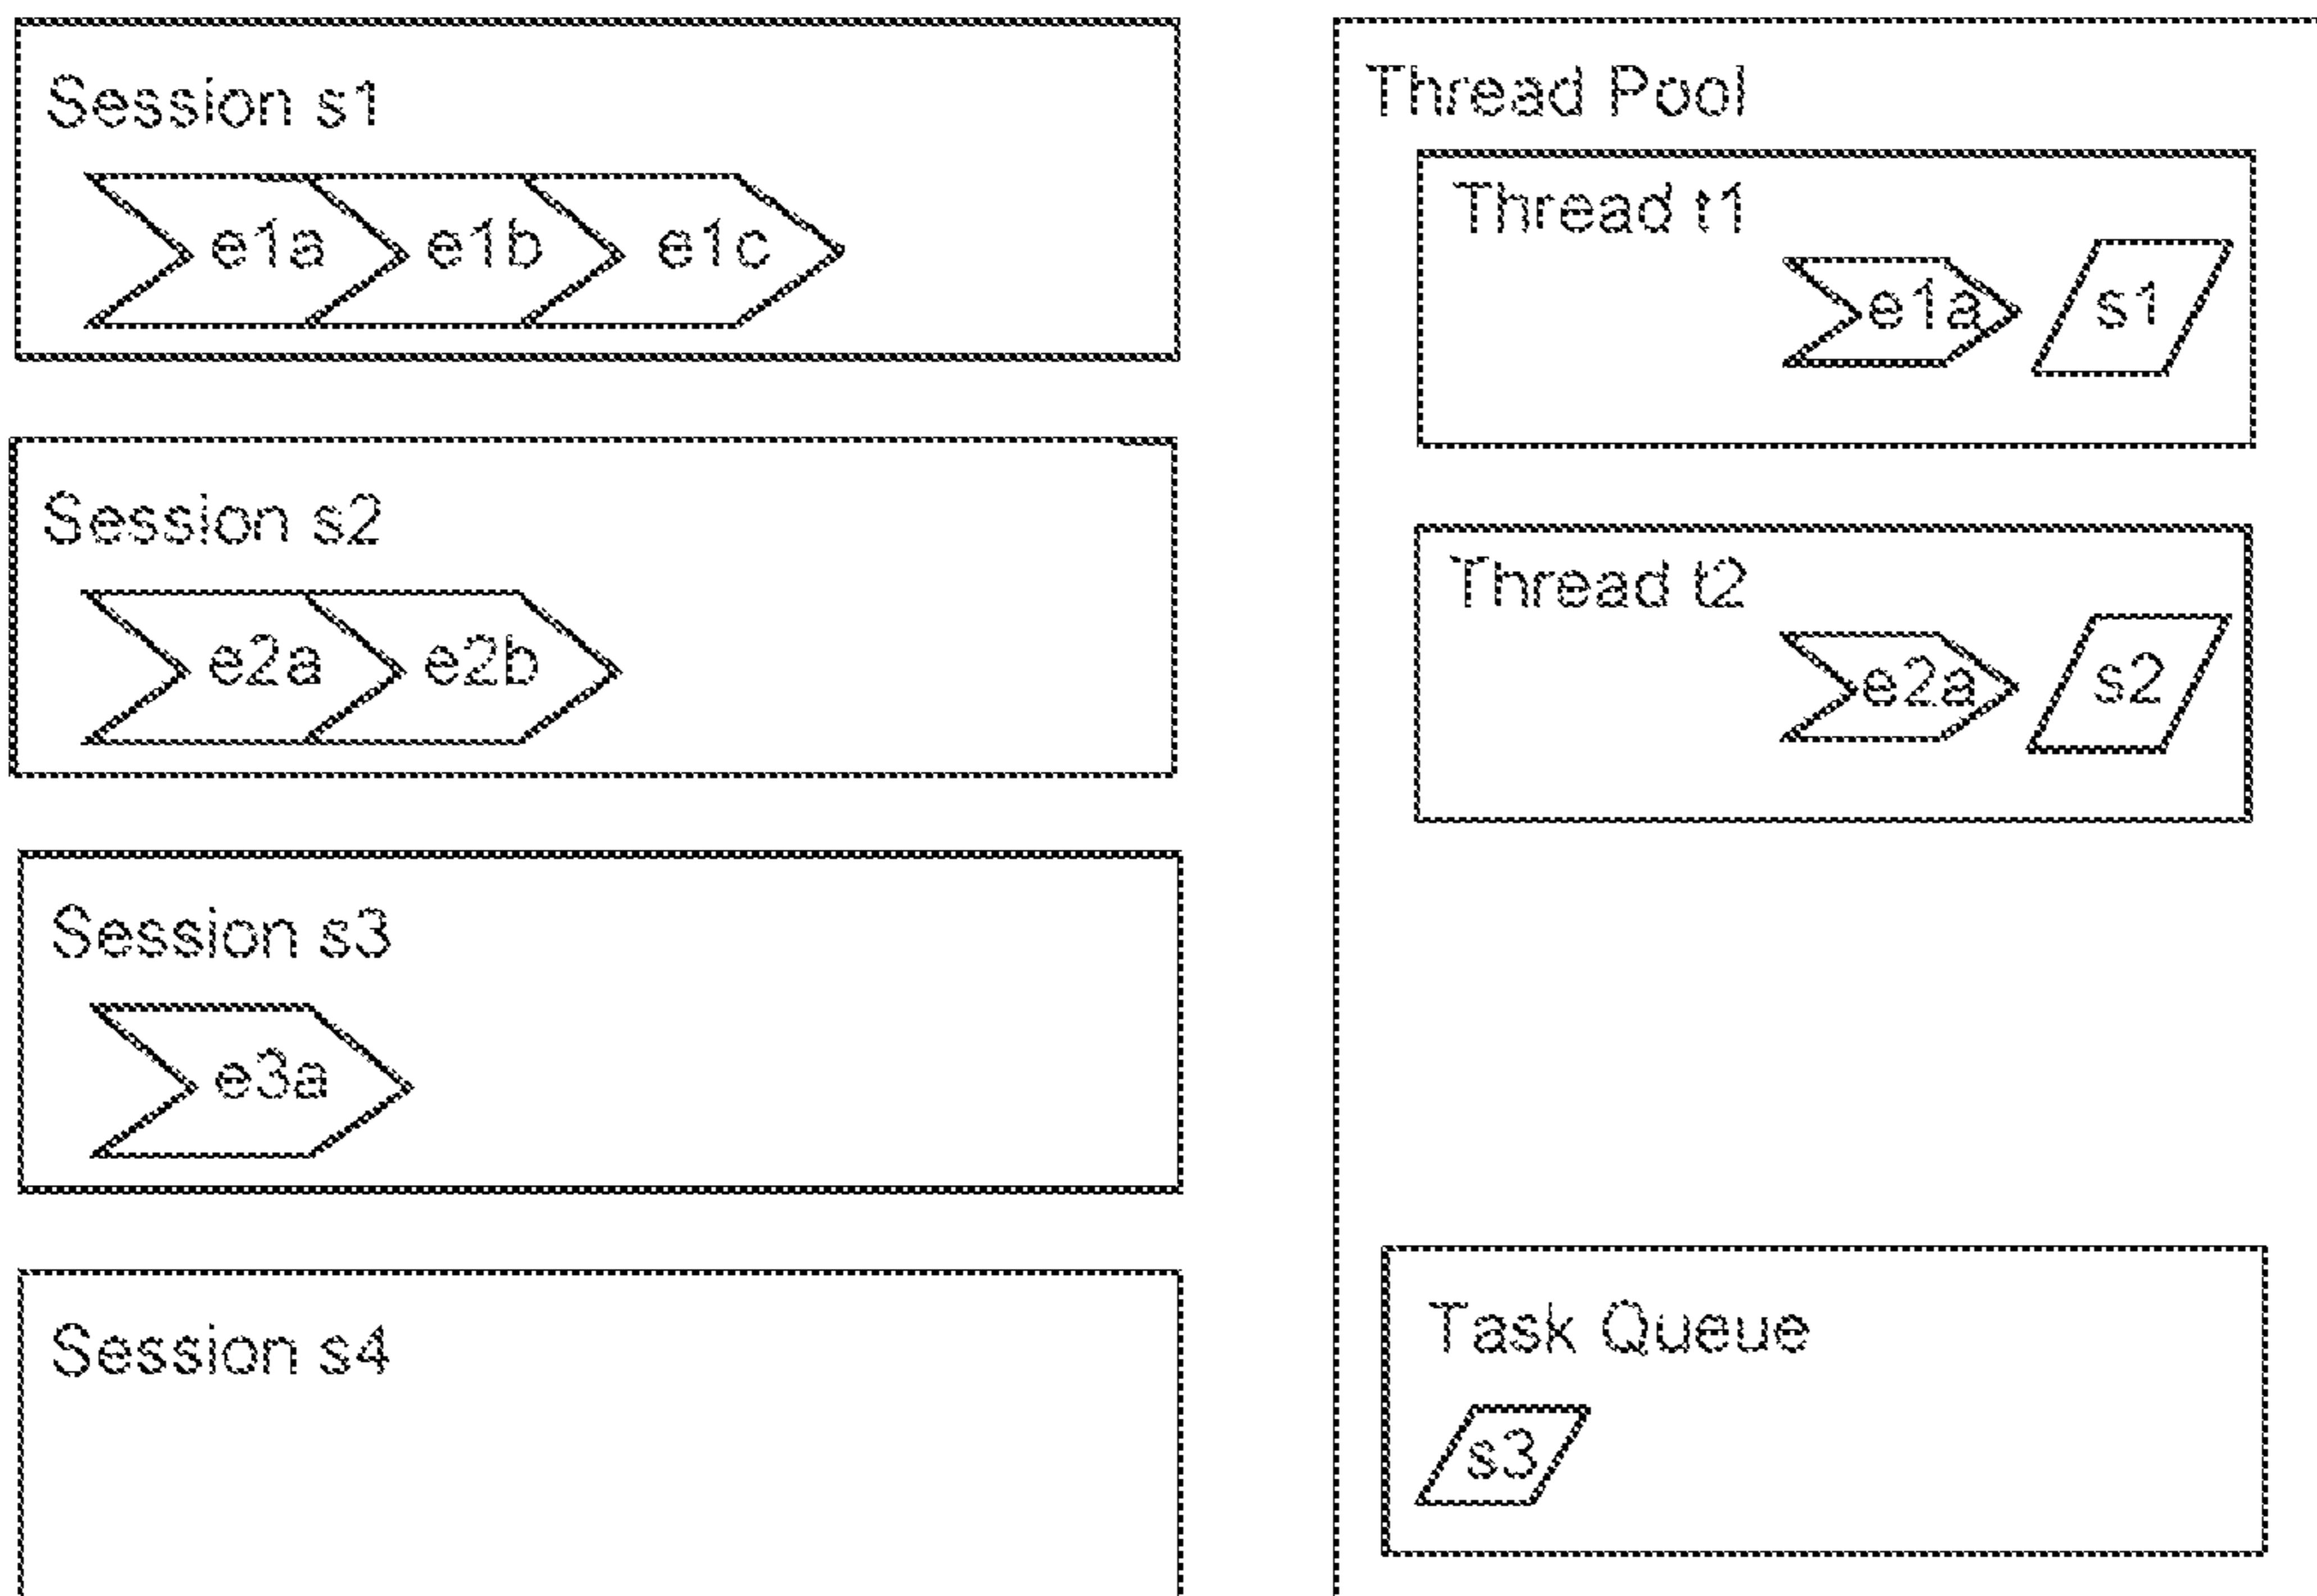 Session s1
e1a e1b e1c
Session s2
e2a e2b
Session s3
e3a
Session s4
Thread Pool
Thread t1
e1a s1
Thread t2
e2a s2
Task Queue
s3